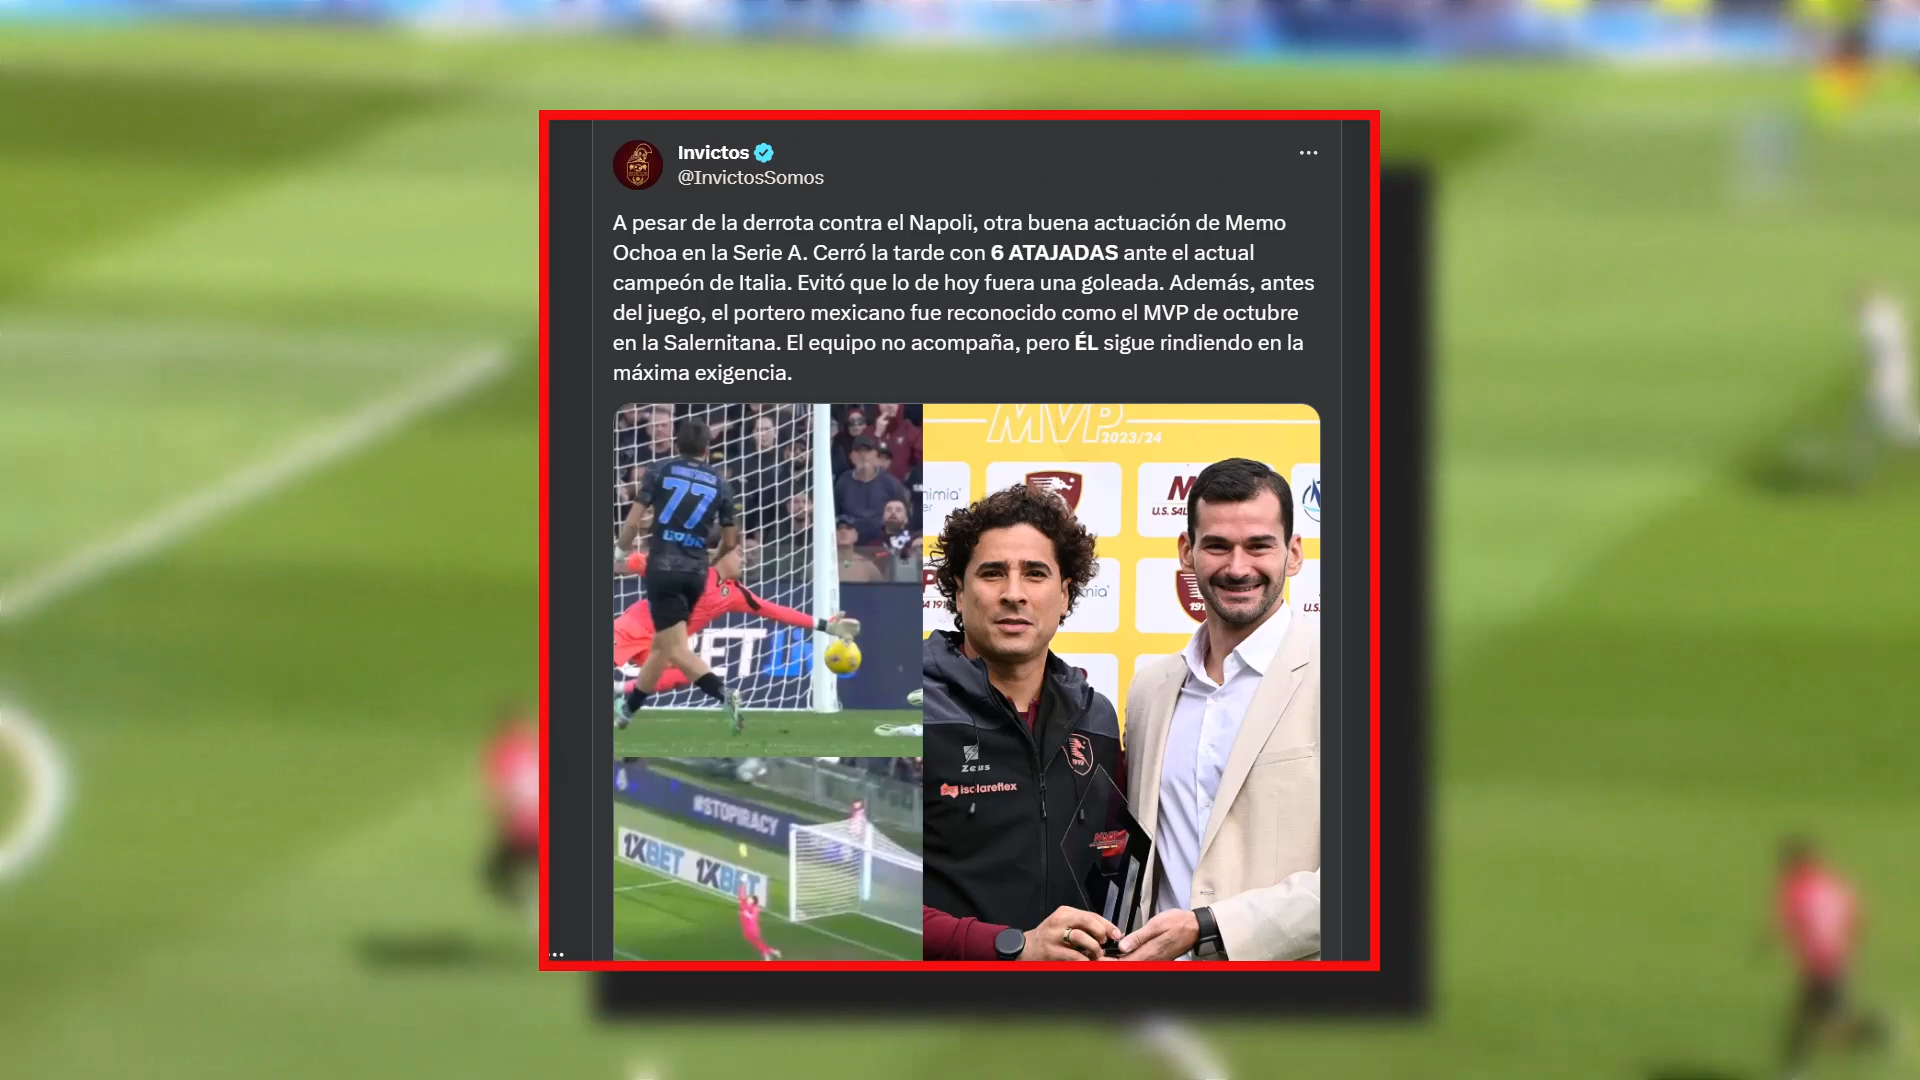 Invictos
@InvictosSomos
A pesar de la derrota contra el Napoli, otra buena actuación de Memo
Ochoa en la Serie A. Cerró la tarde con 6 ATAJADAS ante el actual
campeón de Italia. Evitó que lo de hoy fuera una goleada. Además, antes
del juego, el portero mexicano fue reconocido como el MVP de octubre
en la Salernitana. El equipo no acompaña, pero ÉL sigue rindiendo en la
máxima exigencia.
MVP
2023/24
77
U.S. SAL
U.S.
BET
Zeus
1919
isolareflex
#STOPIRACY
1XBET 1XBET
MVP